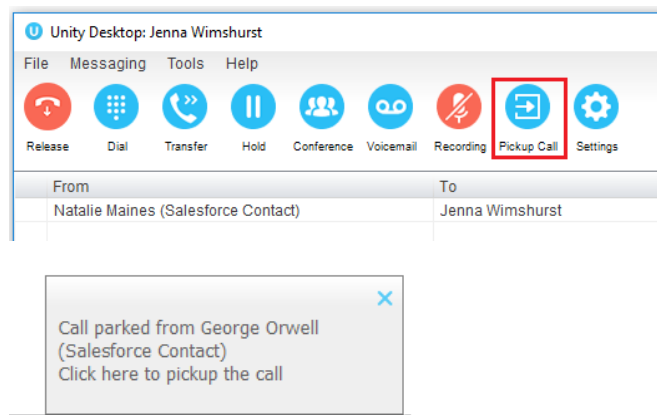 U Unity Desktop: Jenna Wimshurst
File Messaging Tools Help
Release Dial Transfer Hold Conference Voicemail Recording Pickup Call Settings
From To
Natalie Maines (Salesforce Contact) Jenna Wimshurst
Call parked from George Orwell
(Salesforce Contact)
Click here to pickup the call